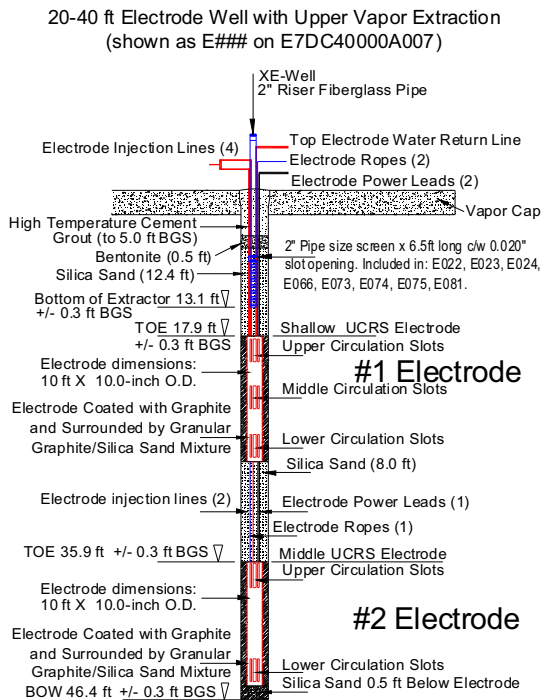 20-40 ft Electrode Well with Upper Vapor Extraction
(shown as E### on E7DC40000A007)
XE-Well
2" Riser Fiberglass Pipe
Electrode Injection Lines (4)
Top Electrode Water Return Line
Electrode Ropes (2)
Electrode Power Leads (2)
Vapor Cap
High Temperature Cement
Grout (to 5.0 ft BGS)
Bentonite (0.5 ft)
Silica Sand (12.4 ft)
2" Pipe size screen x 6.5ft long c/w 0.020"
slot opening. Included in: E022, E023, E024,
E066, E073, E074, E075, E081.
Bottom of Extractor 13.1 ft
+/- 0.3 ft BGS
TOE 17.9 ft
+/- 0.3 ft BGS
Shallow UCRS Electrode
Upper Circulation Slots
#1 Electrode
Electrode dimensions:
10 ft X 10.0-inch O.D.
Middle Circulation Slots
Electrode Coated with Graphite
and Surrounded by Granular
Graphite/Silica Sand Mixture
Lower Circulation Slots
Silica Sand (8.0 ft)
Electrode injection lines (2)
Electrode Power Leads (1)
Electrode Ropes (1)
TOE 35.9 ft +/- 0.3 ft BGS
Middle UCRS Electrode
Upper Circulation Slots
Electrode dimensions:
10 ft X 10.0-inch O.D.
#2 Electrode
Electrode Coated with Graphite
and Surrounded by Granular
Graphite/Silica Sand Mixture
Lower Circulation Slots
Silica Sand 0.5 ft Below Electrode
BOW 46.4 ft +/- 0.3 ft BGS